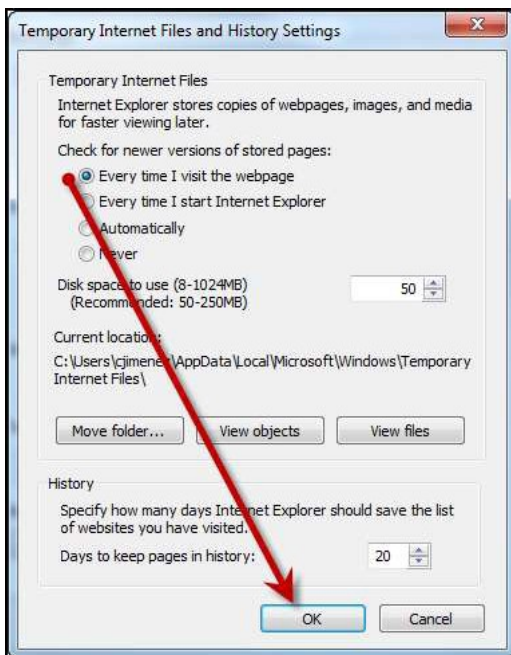 Temporary Internet Files and History Settings
Temporary Internet Files
Internet Explorer stores copies of webpages, images, and media
for faster viewing later.
Check for newer versions of stored pages:
Every time I visit the webpage
Every time I start Internet Explorer
Automatically
Never
Disk space to use (8-1024MB)
(Recommended: 50-250MB)
50
Current location:
C:\Users\cjimenez\AppData\Local\Microsoft\Windows\Temporary
Internet Files\
Move folder... View objects View files
History
Specify how many days Internet Explorer should save the list
of websites you have visited.
Days to keep pages in history: 20
OK Cancel